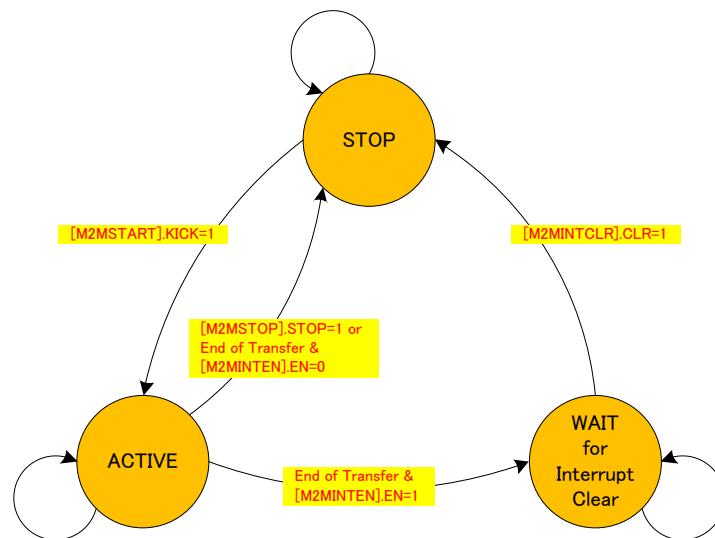 STOP
[M2MSTART].KICK=1
[M2MINTCLR].CLR=1
[M2MSTOP].STOP=1 or
End of Transfer &
[M2MINTEN].EN=0
ACTIVE
End of Transfer &
[M2MINTEN].EN=1
WAIT
for
Interrupt
Clear